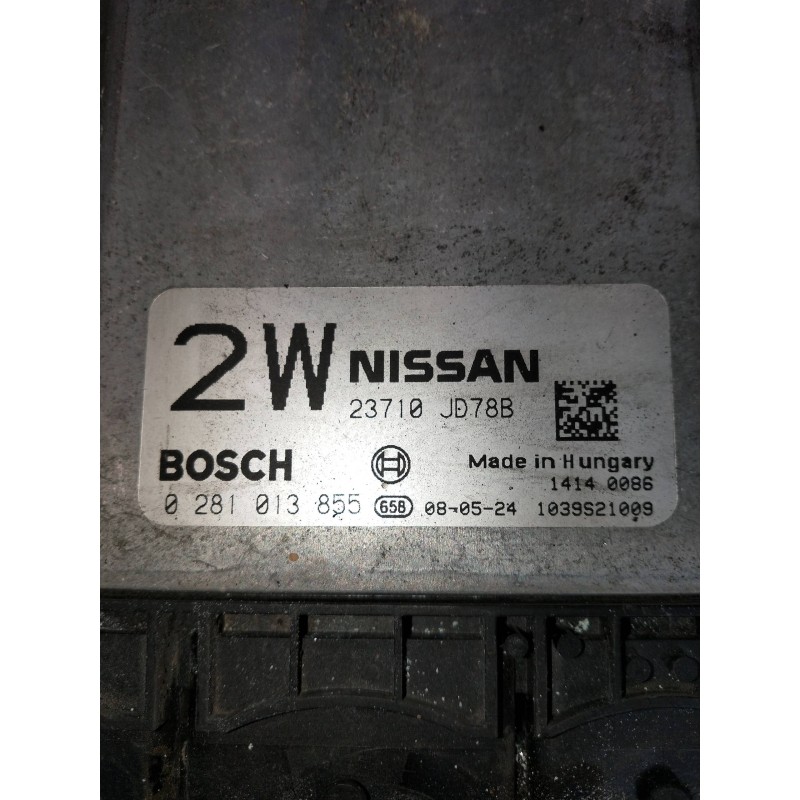 2W NISSAN
23710 JD78B
BOSCH
Made in Hungary
1414 0086
0 281 013 855 658 08-05-24 1039S21009